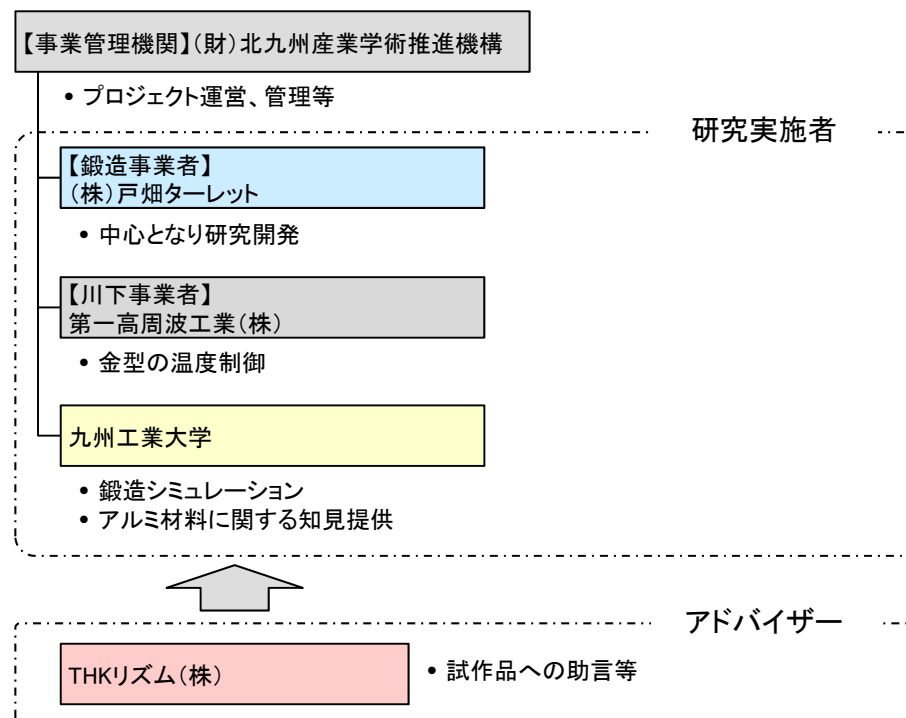 【事業管理機関】(財)北九州産業学術推進機構
• プロジェクト運営、管理等
研究実施者
【鍛造事業者】
(株)戸畑ターレット
• 中心となり研究開発
【川下事業者】
第一高周波工業(株)
• 金型の温度制御
九州工業大学
• 鍛造シミュレーション
• アルミ材料に関する知見提供
アドバイザー
THKリズム(株)
• 試作品への助言等